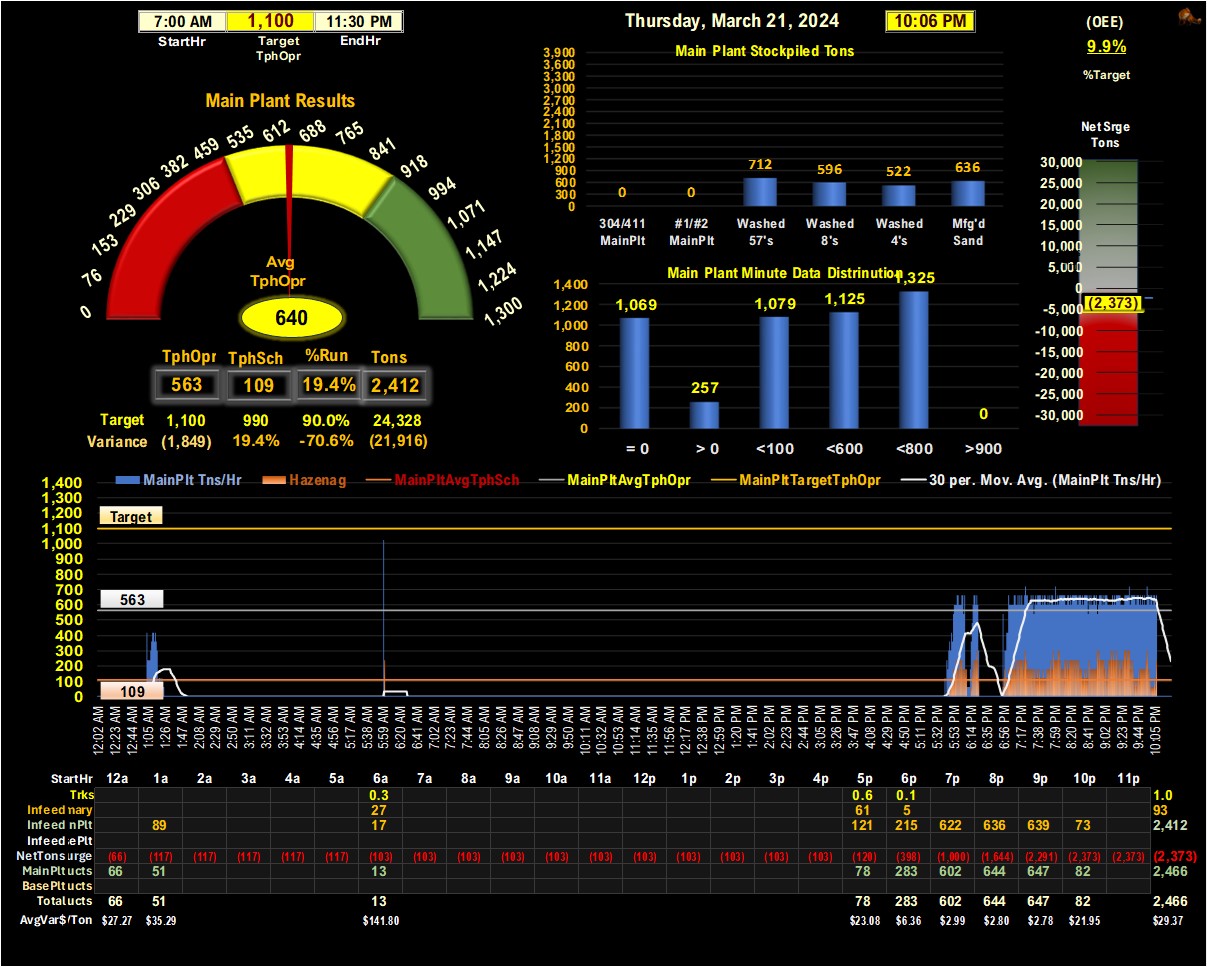 7:00 AM 1,100 11:30 PM
StartHr Target TphOpr EndHr
Thursday, March 21, 2024 10:06 PM
(OEE)
9.9%
%Target
Main Plant Results
0 76 153 229 306 382 459 535 612 688 765 841 918 994 1,071 1,147 1,224 1,300
Avg
TphOpr
640
TphOpr TphSch %Run Tons
563 109 19.4% 2,412
Target 1,100 990 90.0% 24,328
Variance (1,849) 19.4% -70.6% (21,916)
Main Plant Stockpiled Tons
3,900
3,600
3,300
3,000
2,700
2,400
2,100
1,800
1,500
1,200
900
600
300
0
0 0 712 596 522 636
304/411 #1/#2 Washed Washed Washed Mfg'd
MainPlt MainPlt 57's 8's 4's Sand
Main Plant Minute Data Distrinution
1,400
1,200
1,000
800
600
400
200
0
1,069 257 1,079 1,125 1,325 0
= 0 > 0 <100 <600 <800 >900
Net Srge
Tons
30,000
25,000
20,000
15,000
10,000
5,000
0
-5,000
-10,000
-15,000
-20,000
-25,000
-30,000
(2,373)
MainPlt Tns/Hr Hazenag MainPltAvgTphSch MainPltAvgTphOpr MainPltTargetTphOpr 30 per. Mov. Avg. (MainPlt Tns/Hr)
1,400
1,300
1,200
1,100
1,000
900
800
700
600
500
400
300
200
100
0
Target
563
109
12:02 AM 12:23 AM 12:44 AM 1:05 AM 1:26 AM 1:47 AM 2:08 AM 2:29 AM 2:50 AM 3:11 AM 3:32 AM 3:53 AM 4:14 AM 4:35 AM 4:56 AM 5:17 AM 5:38 AM 5:59 AM 6:20 AM 6:41 AM 7:02 AM 7:23 AM 7:44 AM 8:05 AM 8:26 AM 8:47 AM 9:08 AM 9:29 AM 9:50 AM 10:11 AM 10:32 AM 10:53 AM 11:14 AM 11:35 AM 11:56 AM 12:17 PM 12:38 PM 12:59 PM 1:20 PM 1:41 PM 2:02 PM 2:23 PM 2:44 PM 3:05 PM 3:26 PM 3:47 PM 4:08 PM 4:29 PM 4:50 PM 5:11 PM 5:32 PM 5:53 PM 6:14 PM 6:35 PM 6:56 PM 7:17 PM 7:38 PM 7:59 PM 8:20 PM 8:41 PM 9:02 PM 9:23 PM 9:44 PM 10:05 PM
StartHr 12a 1a 2a 3a 4a 5a 6a 7a 8a 9a 10a 11a 12p 1p 2p 3p 4p 5p 6p 7p 8p 9p 10p 11p
Trks 0.3 0.6 0.1 1.0
Infeed nary 27 61 5 93
Infeed nPlt 89 17 121 215 622 636 639 73 2,412
Infeed ePlt
NetTons urge (66) (117) (117) (117) (117) (117) (103) (103) (103) (103) (103) (103) (103) (103) (103) (103) (103) (120) (398) (1,000) (1,644) (2,291) (2,373) (2,373) (2,373)
MainPlt ucts 66 51 13 78 283 602 644 647 82 2,466
BasePlt ucts
Total ucts 66 51 13 78 283 602 644 647 82 2,466
AvgVar$/Ton $27.27 $35.29 $141.80 $23.08 $6.36 $2.99 $2.80 $2.78 $21.95 $29.37